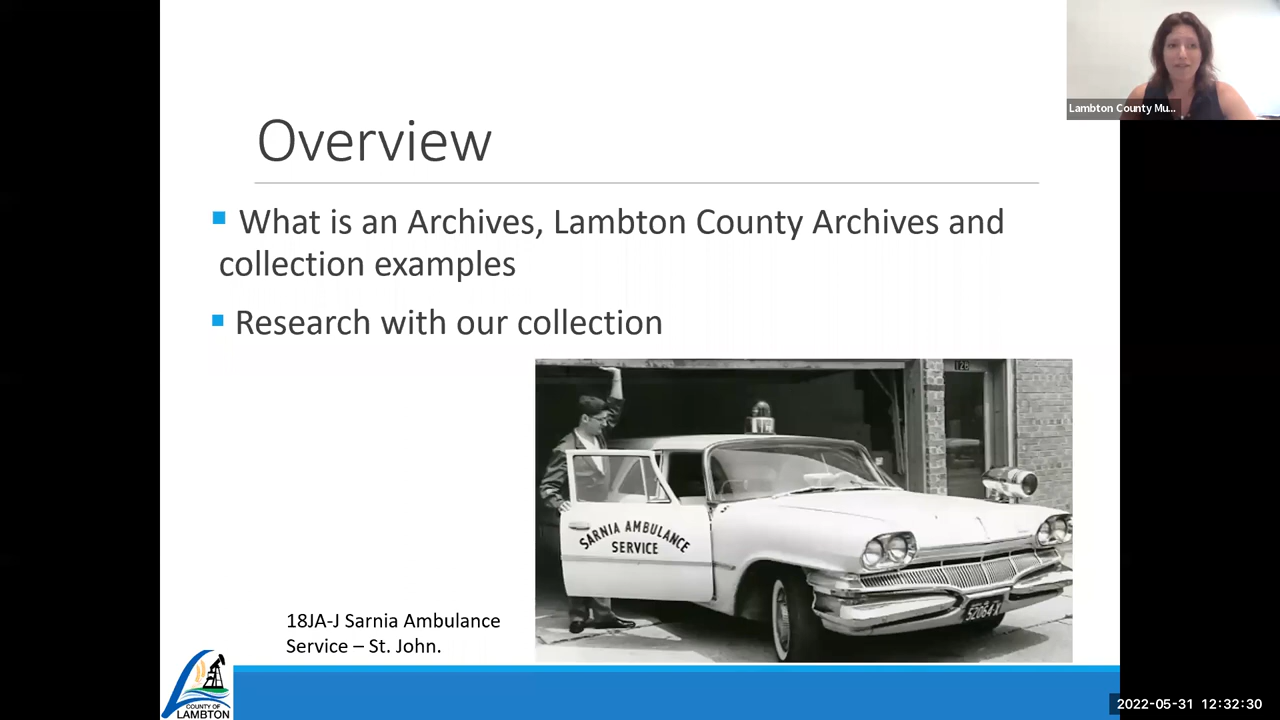 Lambton County Mu...
Overview
What is an Archives, Lambton County Archives and
collection examples
Research with our collection
126
SARNIA AMBULANCE
SERVICE
18JA-J Sarnia Ambulance
Service – St. John.
COUNTY OF
LAMBTON
2022-05-31 12:32:30